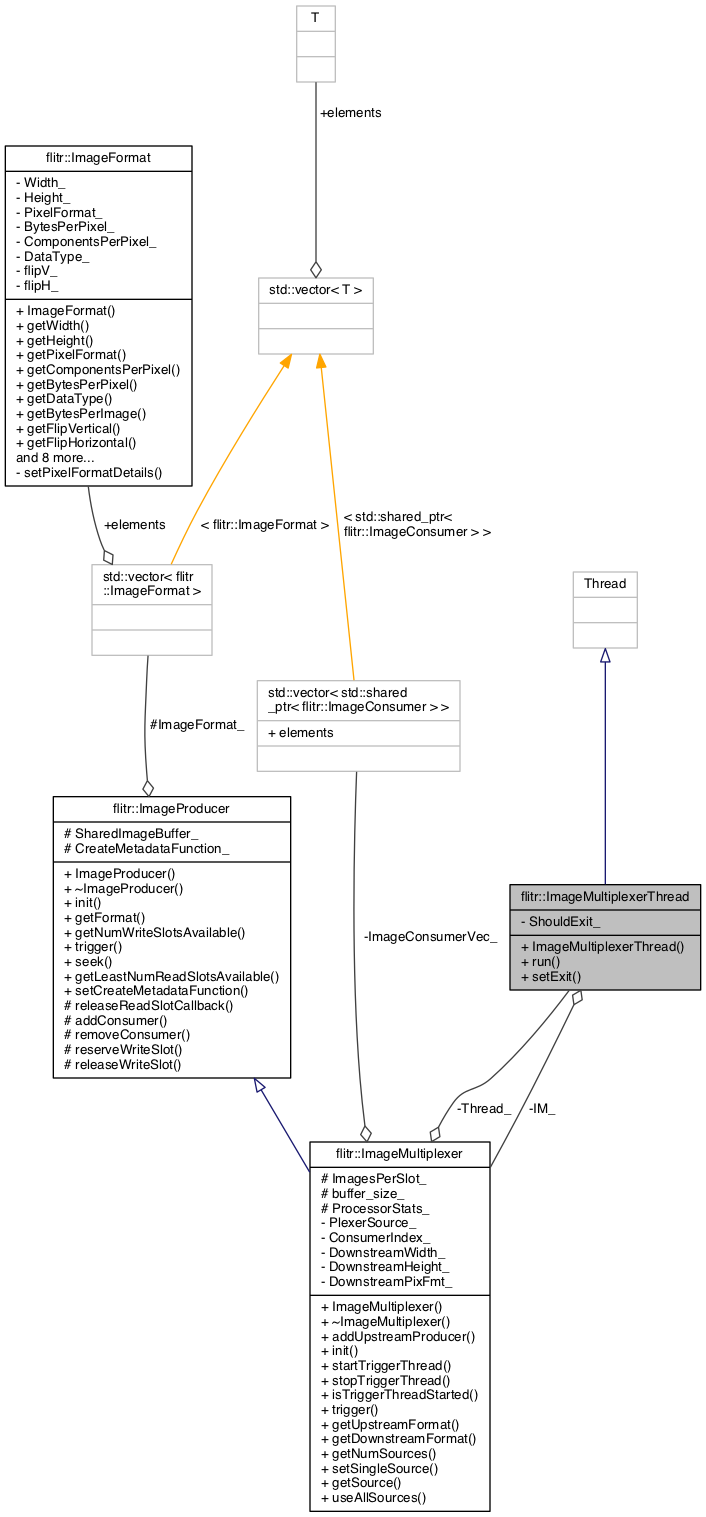 T
+elements
flitr::ImageFormat
- Width_
- Height_
- PixelFormat_
- BytesPerPixel_
- ComponentsPerPixel_
- DataType_
- flipV_
- flipH_
+ ImageFormat()
+ getWidth()
+ getHeight()
+ getPixelFormat()
+ getComponentsPerPixel()
+ getBytesPerPixel()
+ getDataType()
+ getBytesPerImage()
+ getFlipVertical()
+ getFlipHorizontal()
and 8 more...
- setPixelFormatDetails()
std::vector< T >
+elements
< flitr::ImageFormat >
< std::shared_ptr<
flitr::ImageConsumer > >
std::vector< flitr
::ImageFormat >
Thread
std::vector< std::shared
_ptr< flitr::ImageConsumer > >
+ elements
#ImageFormat_
flitr::ImageProducer
# SharedImageBuffer_
# CreateMetadataFunction_
+ ImageProducer()
+ ~ImageProducer()
+ init()
+ getFormat()
+ getNumWriteSlotsAvailable()
+ trigger()
+ seek()
+ getLeastNumReadSlotsAvailable()
+ setCreateMetadataFunction()
# releaseReadSlotCallback()
# addConsumer()
# removeConsumer()
# reserveWriteSlot()
# releaseWriteSlot()
-ImageConsumerVec_
flitr::ImageMultiplexerThread
- ShouldExit_
+ ImageMultiplexerThread()
+ run()
+ setExit()
-Thread_
-IM_
flitr::ImageMultiplexer
# ImagesPerSlot_
# buffer_size_
# ProcessorStats_
- PlexerSource_
- ConsumerIndex_
- DownstreamWidth_
- DownstreamHeight_
- DownstreamPixFmt_
+ ImageMultiplexer()
+ ~ImageMultiplexer()
+ addUpstreamProducer()
+ init()
+ startTriggerThread()
+ stopTriggerThread()
+ isTriggerThreadStarted()
+ trigger()
+ getUpstreamFormat()
+ getDownstreamFormat()
+ getNumSources()
+ setSingleSource()
+ getSource()
+ useAllSources()